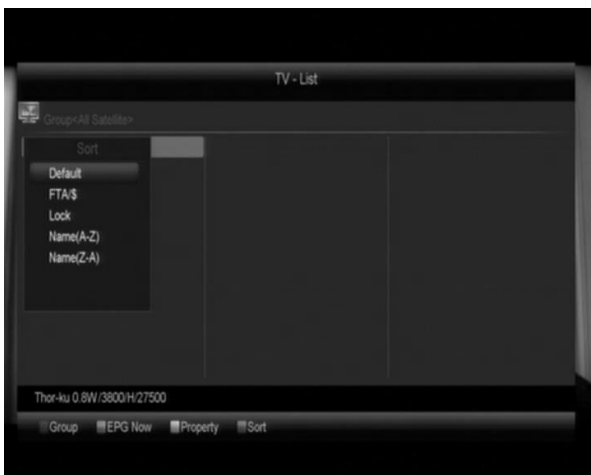 TV - List
Group<All Satellite>
Sort
Default
FTA/$
Lock
Name(A-Z)
Name(Z-A)
Thor-ku 0.8W/3800/H/27500
Group EPG Now Property Sort